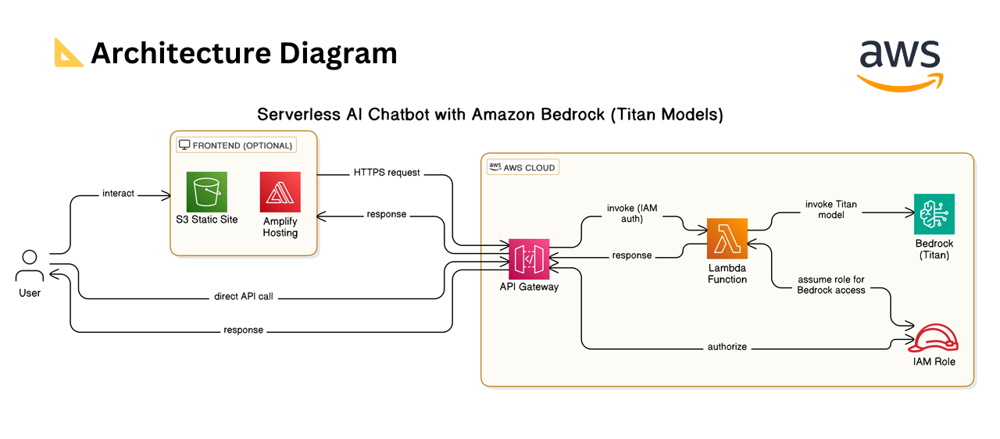 Architecture Diagram
aws
Serverless AI Chatbot with Amazon Bedrock (Titan Models)
FRONTEND (OPTIONAL)
S3 Static Site
Amplify
Hosting
interact
HTTPS request
response
User
direct API call
response
aws AWS CLOUD
API Gateway
invoke (IAM
auth)
response
Lambda
Function
invoke Titan
model
Bedrock
(Titan)
assume role for
Bedrock access
authorize
IAM Role